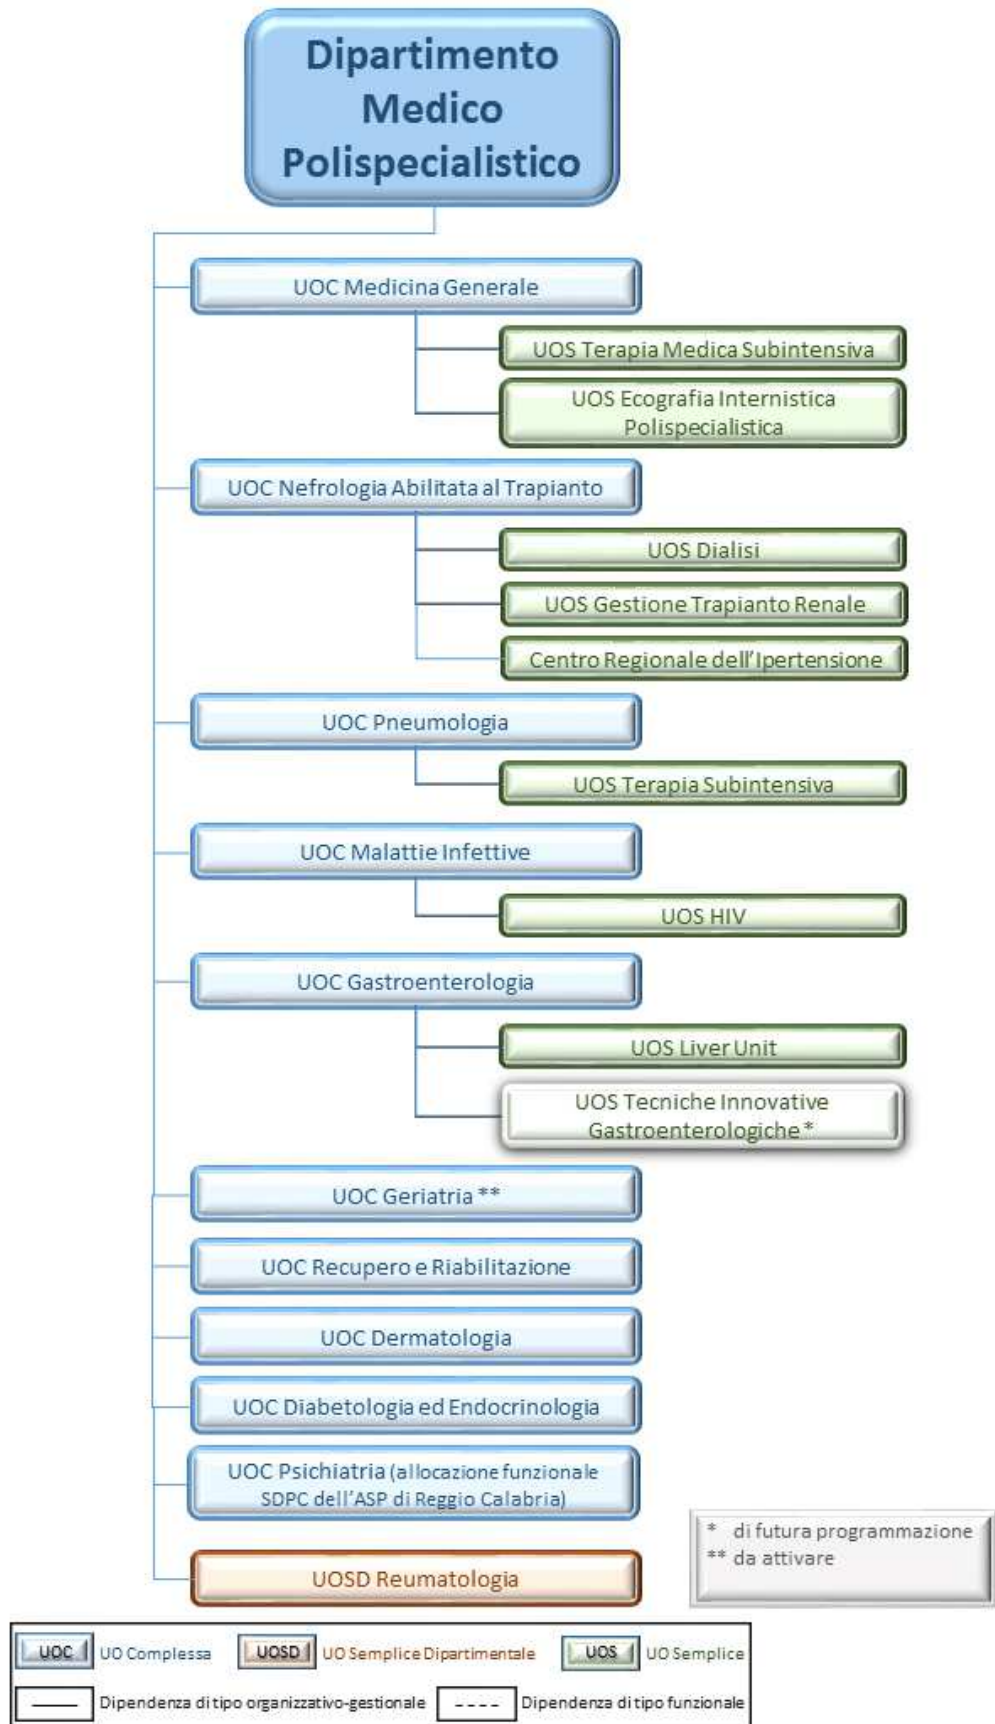 Dipartimento
Medico
Polispecialistico
UOC Medicina Generale
UOS Terapia Medica Subintensiva
UOS Ecografia Internistica
Polispecialistica
UOC Nefrologia Abilitata al Trapianto
UOS Dialisi
UOS Gestione Trapianto Renale
Centro Regionale dell'Ipertensione
UOC Pneumologia
UOS Terapia Subintensiva
UOC Malattie Infettive
UOS HIV
UOC Gastroenterologia
UOS Liver Unit
UOS Tecniche Innovative
Gastroenterologiche *
UOC Geriatria **
UOC Recupero e Riabilitazione
UOC Dermatologia
UOC Diabetologia ed Endocrinologia
UOC Psichiatria (allocazione funzionale
SDPC dell'ASP di Reggio Calabria)
* di futura programmazione
** da attivare
UOSD Reumatologia
UOC UO Complessa UOSD UO Semplice Dipartimentale UOS UO Semplice
Dipendenza di tipo organizzativo-gestionale Dipendenza di tipo funzionale